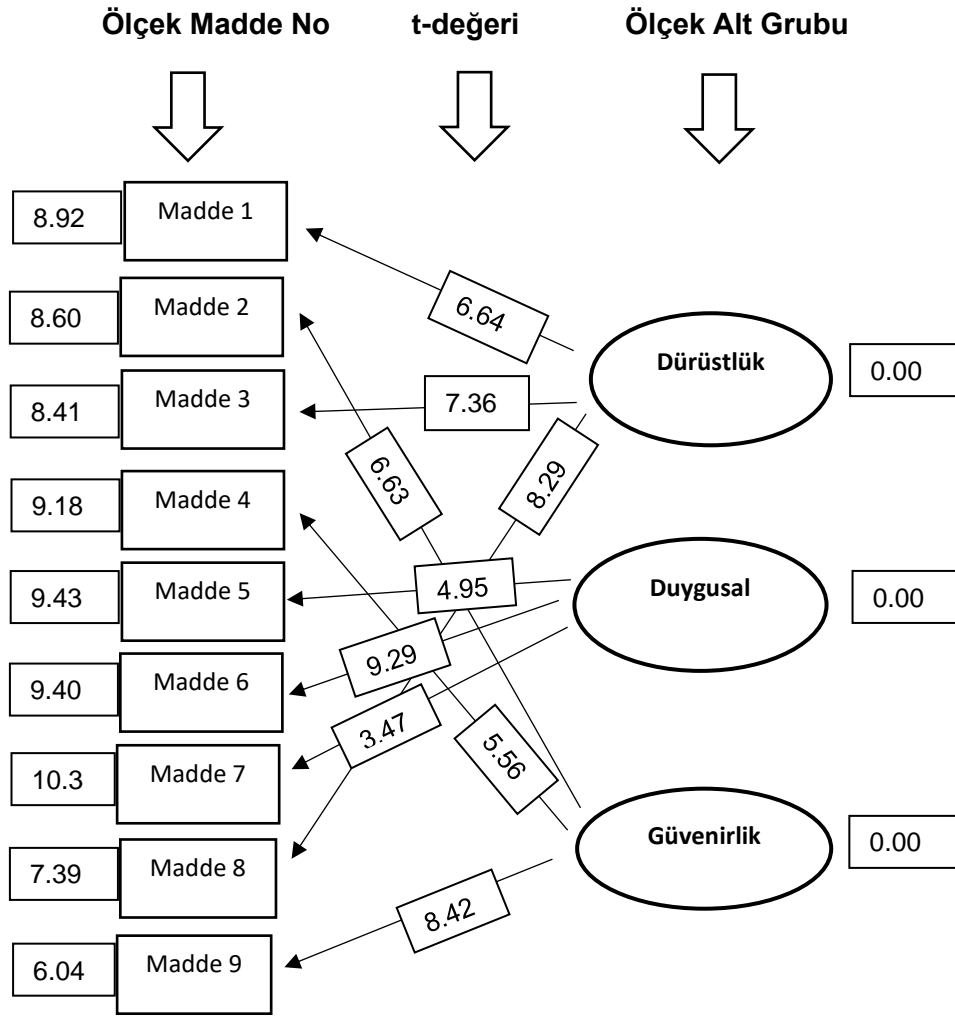 Ölçek Madde No t-değeri Ölçek Alt Grubu
8.92 Madde 1
6.64
8.60 Madde 2
Dürüstlük 0.00
8.41 Madde 3 7.36
6.63 8.29
9.18 Madde 4
9.43 Madde 5 4.95 Duygusal 0.00
9.40 Madde 6 9.29
3.47
10.3 Madde 7 5.56
Güvenirlik 0.00
7.39 Madde 8
8.42
6.04 Madde 9